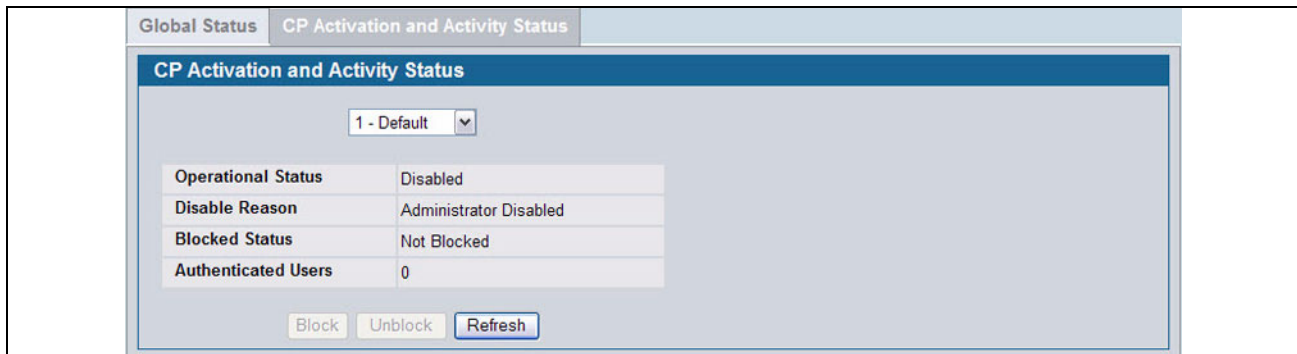 Global Status CP Activation and Activity Status
CP Activation and Activity Status
1 - Default
Operational Status Disabled
Disable Reason Administrator Disabled
Blocked Status Not Blocked
Authenticated Users 0
Block Unblock Refresh